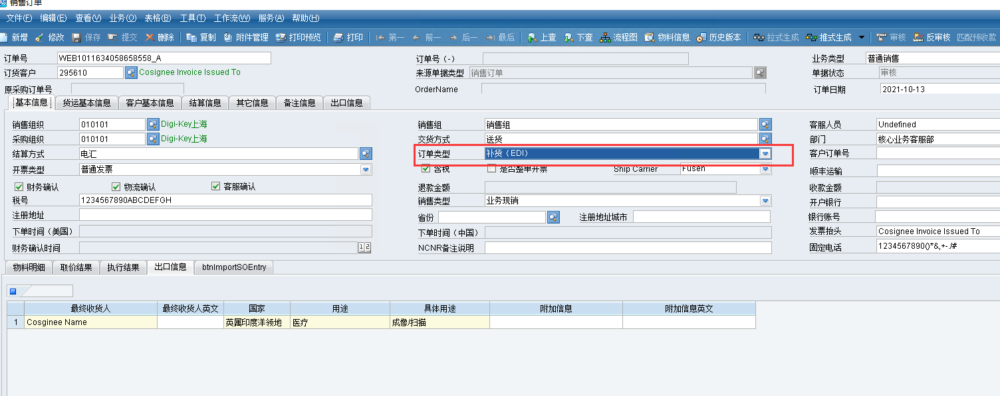 销售订单
文件(F) 编辑(E) 查看(V) 业务(O) 表格(B) 工具(T) 工作流(W) 服务(A) 帮助(H)
新增 修改 保存 提交 删除 复制 附件管理 打印预览 打印 第一 前一 后一 最后 上查 下查 流程图 物料信息 历史版本 拉式生成 推式生成 审核 反审核 匹配预收款
订单号 WEB1011634058658558_A 订单号（-） 业务类型 普通销售
订货客户 295610 Cosignee Invoice Issued To 来源单据类型 销售订单 单据状态 审核
原采购订单号 OrderName 订单日期 2021-10-13
基本信息 货运基本信息 客户基本信息 结算信息 其它信息 备注信息 出口信息
销售组织 010101 Digi-Key上海 销售组 销售组 客服人员 Undefined
采购组织 010101 Digi-Key上海 交货方式 送货 部门 核心业务客服部
结算方式 电汇 订单类型 补货（EDI） 客户订单号
开票类型 普通发票 含税 是否整单开票 Ship Carrier Fusen 顺丰运输
财务确认 物流确认 客服确认 退款金额 收款金额
税号 1234567890ABCDEFGH 销售类型 业务现销 开户银行
注册地址 省份 注册地址城市 银行账号
下单时间（美国） 下单时间（中国） 发票抬头 Cosignee Invoice Issued To
财务确认时间 12 NCNR备注说明 固定电话 1234567890()*&,+-./#
物料明细 取价结果 执行结果 出口信息 btnImportSOEntry
最终收货人 最终收货人英文 国家 用途 具体用途 附加信息 附加信息英文
1 Cosginee Name 英属印度洋领地 医疗 成像/扫描